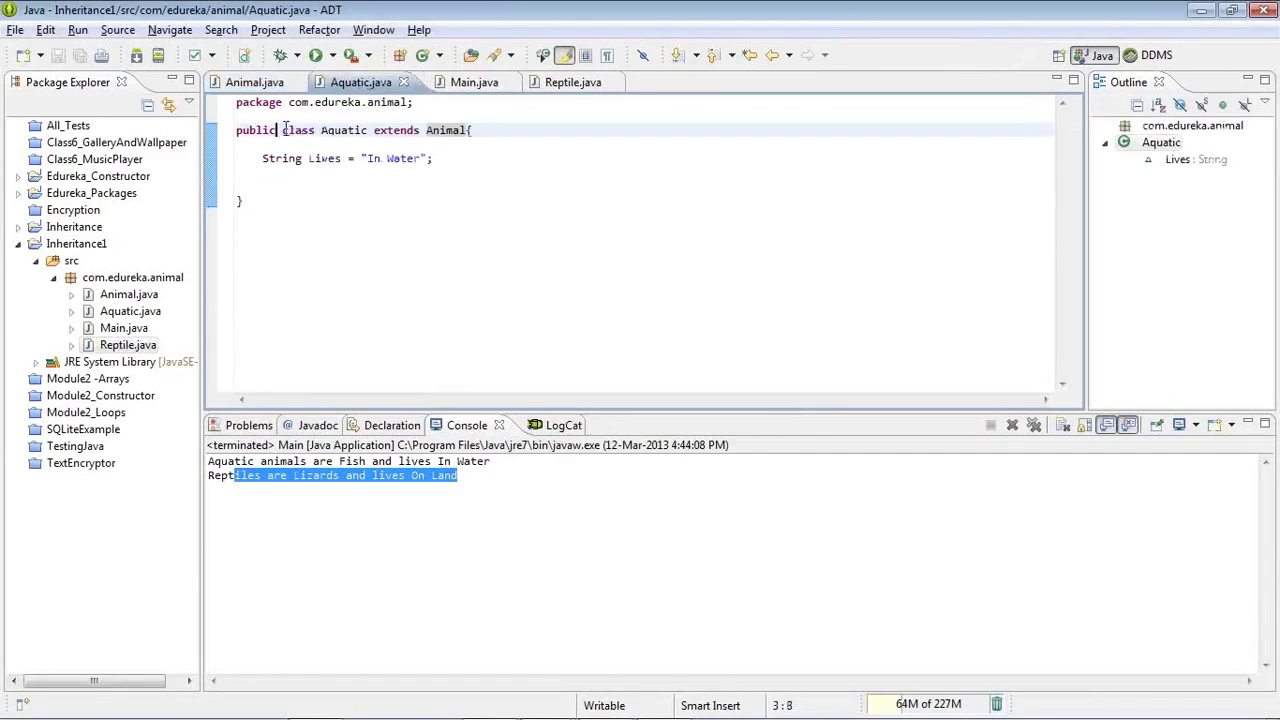 Java - Inheritance1/src/com/edureka/animal/Aquatic.java - ADT
File Edit Run Source Navigate Search Project Refactor Window Help
Java DDMS
Package Explorer
All_Tests
Class6_GalleryAndWallpaper
Class6_MusicPlayer
Edureka_Constructor
Edureka_Packages
Encryption
Inheritance
Inheritance1
src
com.edureka.animal
Animal.java
Aquatic.java
Main.java
Reptile.java
JRE System Library [JavaSE-
Module2 -Arrays
Module2_Constructor
Module2_Loops
SQLiteExample
TestingJava
TextEncryptor
Animal.java Aquatic.java Main.java Reptile.java
package com.edureka.animal;
public class Aquatic extends Animal{
String Lives = "In Water";
}
Outline
com.edureka.animal
Aquatic
Lives : String
Problems Javadoc Declaration Console LogCat
<terminated> Main [Java Application] C:\Program Files\Java\jre7\bin\javaw.exe (12-Mar-2013 4:44:08 PM)
Aquatic animals are Fish and lives In Water
Reptiles are Lizards and lives On Land
Writable Smart Insert 3 : 8 64M of 227M